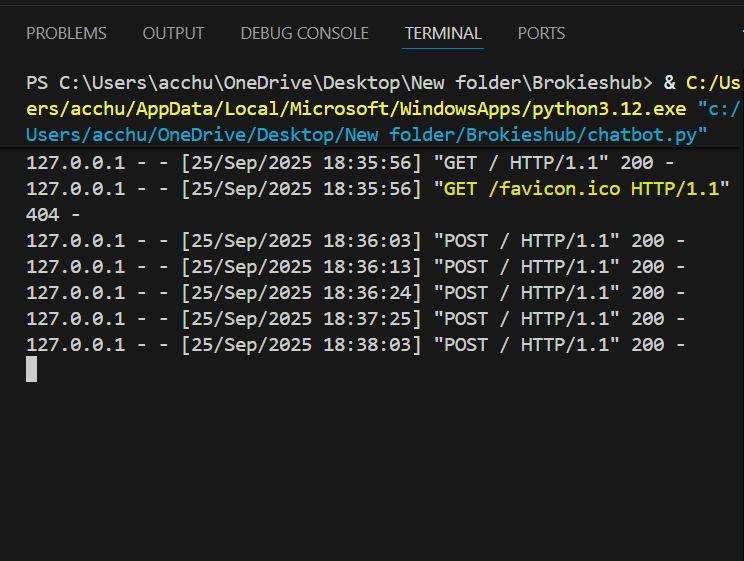 PROBLEMS OUTPUT DEBUG CONSOLE TERMINAL PORTS
PS C:\Users\acchu\OneDrive\Desktop\New folder\Brokieshub> & C:/Us
ers/acchu/AppData/Local/Microsoft/WindowsApps/python3.12.exe "c:/
Users/acchu/OneDrive/Desktop/New folder/Brokieshub/chatbot.py"
127.0.0.1 - - [25/Sep/2025 18:35:56] "GET / HTTP/1.1" 200 -
127.0.0.1 - - [25/Sep/2025 18:35:56] "GET /favicon.ico HTTP/1.1"
404 -
127.0.0.1 - - [25/Sep/2025 18:36:03] "POST / HTTP/1.1" 200 -
127.0.0.1 - - [25/Sep/2025 18:36:13] "POST / HTTP/1.1" 200 -
127.0.0.1 - - [25/Sep/2025 18:36:24] "POST / HTTP/1.1" 200 -
127.0.0.1 - - [25/Sep/2025 18:37:25] "POST / HTTP/1.1" 200 -
127.0.0.1 - - [25/Sep/2025 18:38:03] "POST / HTTP/1.1" 200 -